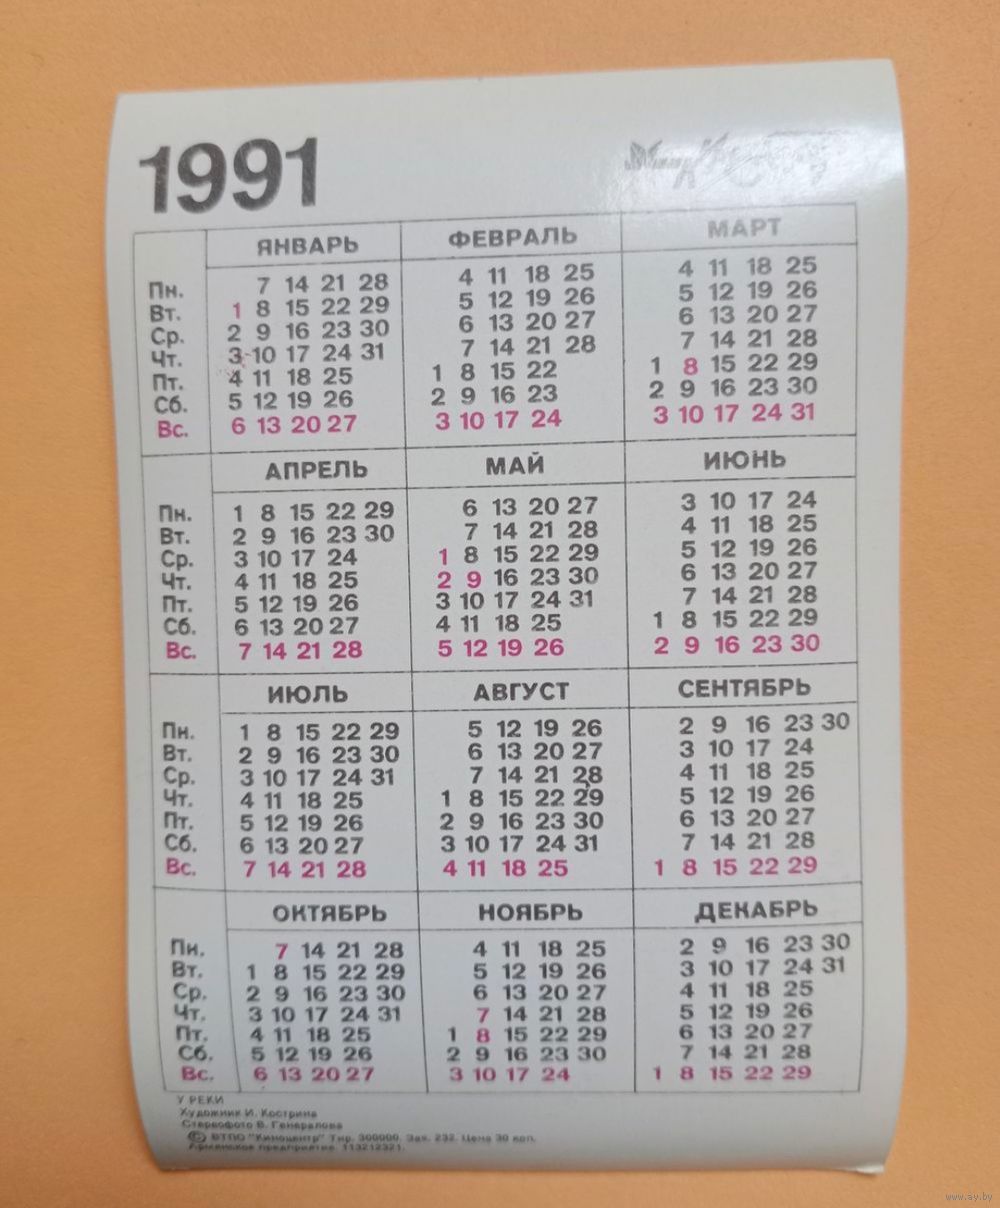 1991
ЯНВАРЬ ФЕВРАЛЬ МАРТ
Пн. 7 14 21 28 4 11 18 25 4 11 18 25
Вт. 1 8 15 22 29 5 12 19 26 5 12 19 26
Ср. 2 9 16 23 30 6 13 20 27 6 13 20 27
Чт. 3 10 17 24 31 7 14 21 28 7 14 21 28
Пт. 4 11 18 25 1 8 15 22 1 8 15 22 29
Сб. 5 12 19 26 2 9 16 23 2 9 16 23 30
Вс. 6 13 20 27 3 10 17 24 3 10 17 24 31
АПРЕЛЬ МАЙ ИЮНЬ
Пн. 1 8 15 22 29 6 13 20 27 3 10 17 24
Вт. 2 9 16 23 30 7 14 21 28 4 11 18 25
Ср. 3 10 17 24 1 8 15 22 29 5 12 19 26
Чт. 4 11 18 25 2 9 16 23 30 6 13 20 27
Пт. 5 12 19 26 3 10 17 24 31 7 14 21 28
Сб. 6 13 20 27 4 11 18 25 1 8 15 22 29
Вс. 7 14 21 28 5 12 19 26 2 9 16 23 30
ИЮЛЬ АВГУСТ СЕНТЯБРЬ
Пн. 1 8 15 22 29 5 12 19 26 2 9 16 23 30
Вт. 2 9 16 23 30 6 13 20 27 3 10 17 24
Ср. 3 10 17 24 31 7 14 21 28 4 11 18 25
Чт. 4 11 18 25 1 8 15 22 29 5 12 19 26
Пт. 5 12 19 26 2 9 16 23 30 6 13 20 27
Сб. 6 13 20 27 3 10 17 24 31 7 14 21 28
Вс. 7 14 21 28 4 11 18 25 1 8 15 22 29
ОКТЯБРЬ НОЯБРЬ ДЕКАБРЬ
Пн. 7 14 21 28 4 11 18 25 2 9 16 23 30
Вт. 1 8 15 22 29 5 12 19 26 3 10 17 24 31
Ср. 2 9 16 23 30 6 13 20 27 4 11 18 25
Чт. 3 10 17 24 31 7 14 21 28 5 12 19 26
Пт. 4 11 18 25 1 8 15 22 29 6 13 20 27
Сб. 5 12 19 26 2 9 16 23 30 7 14 21 28
Вс. 6 13 20 27 3 10 17 24 1 8 15 22 29
У РЕКИ
Художник И. Кострина
Стереофото В. Генералова
© ВТПО "Киноцентр" Тир. 300000. Зак. 232. Цена 30 коп.
предприятие. 113212321.
www.ay.by